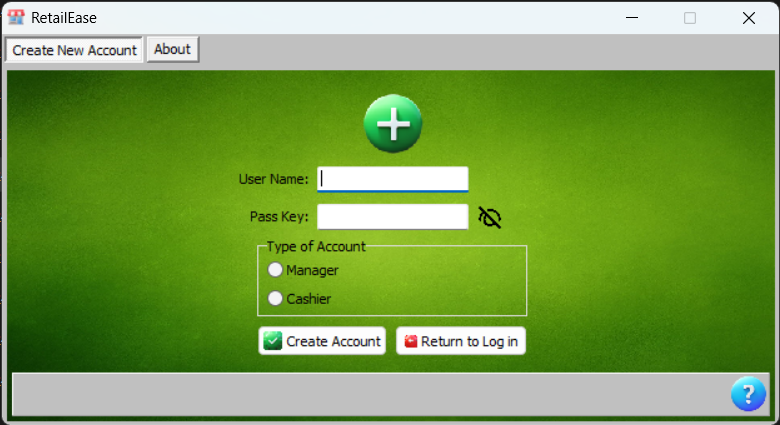 RetailEase
Create New Account
About
User Name:
Pass Key:
Type of Account
Manager
Cashier
Create Account
Return to Log in
?